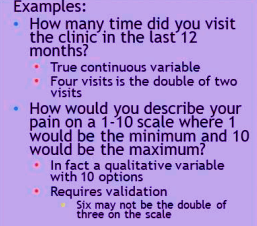 Examples:
How many time did you visit
the clinic in the last 12
months?
True continuous variable
Four visits is the double of two
visits
How would you describe your
pain on a 1-10 scale where 1
would be the minimum and 10
would be the maximum?
In fact a qualitative variable
with 10 options
Requires validation
Six may not be the double of
three on the scale